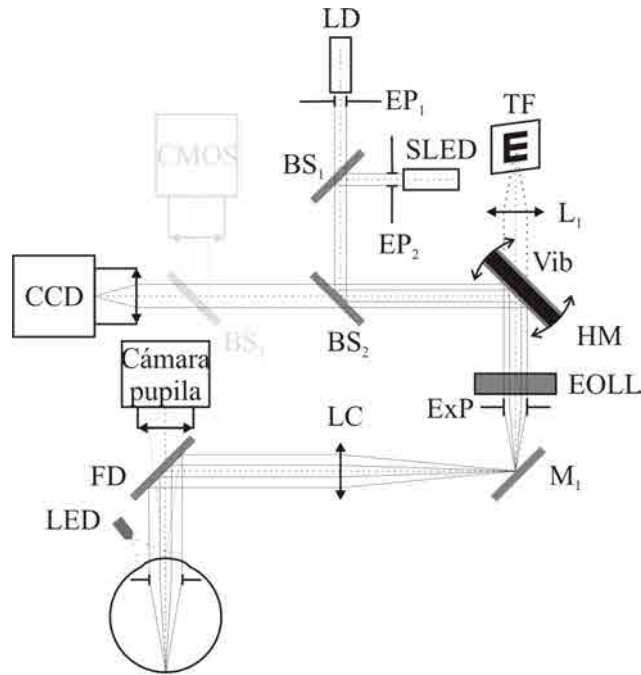 LD
EP1
TF
E
CMOS
BS1
SLED
EP2
L1
Vib
CCD
BS3
BS2
HM
Cámara
pupila
EOLL
ExP
LC
FD
M1
LED